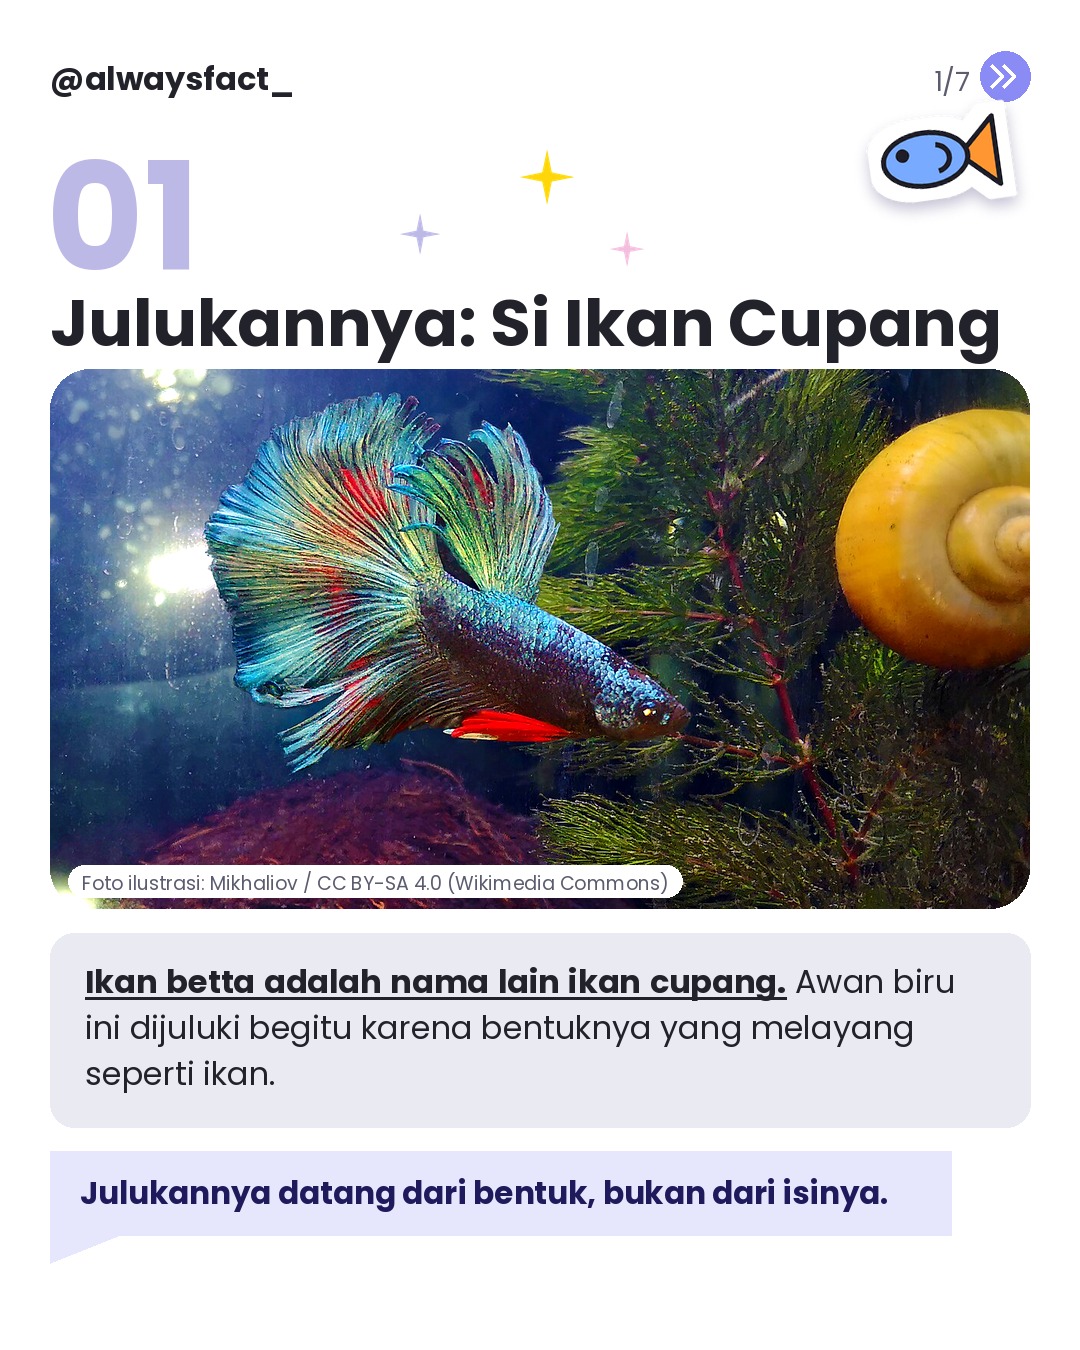 @alwaysfact_
1/7
01
Julukannya: Si Ikan Cupang
Foto ilustrasi: Mikhaliov / CC BY-SA 4.0 (Wikimedia Commons)
Ikan betta adalah nama lain ikan cupang. Awan biru
ini dijuluki begitu karena bentuknya yang melayang
seperti ikan.
Julukannya datang dari bentuk, bukan dari isinya.